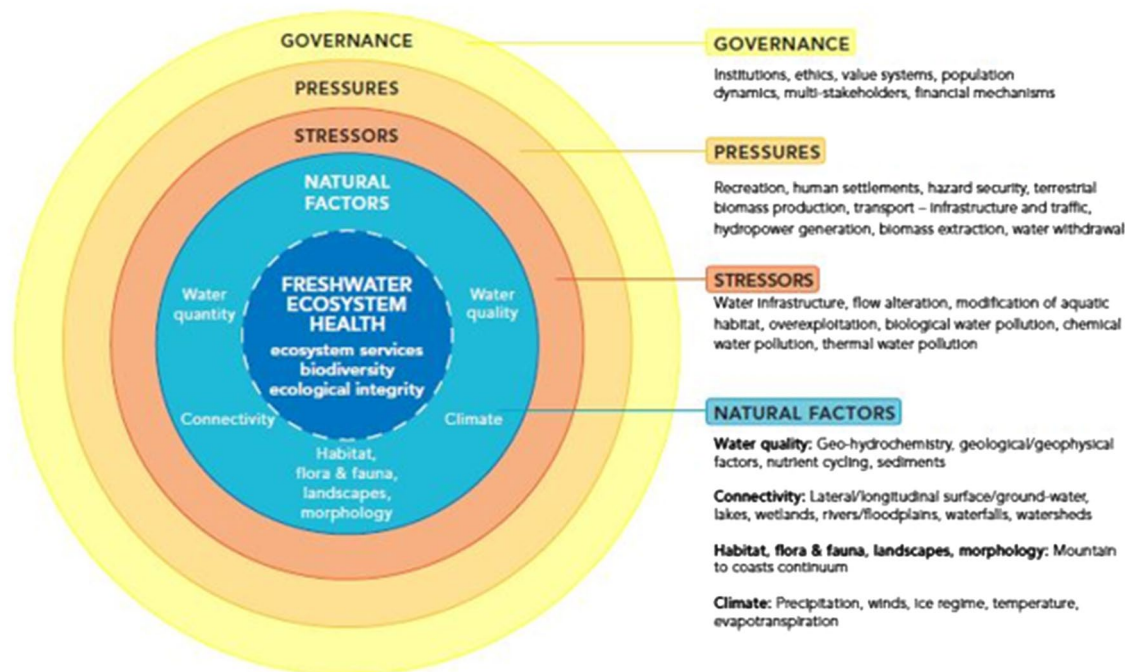 GOVERNANCE
PRESSURES
STRESSORS
NATURAL
FACTORS
Water
quantity
FRESHWATER
ECOSYSTEM
HEALTH
ecosystem services
biodiversity
ecological integrity
Water
quality
Connectivity
Climate
Habitat,
flora & fauna,
landscapes,
morphology
GOVERNANCE
Institutions, ethics, value systems, population
dynamics, multi-stakeholders, financial mechanisms
PRESSURES
Recreation, human settlements, hazard security, terrestrial
biomass production, transport – infrastructure and traffic,
hydropower generation, biomass extraction, water withdrawal
STRESSORS
Water infrastructure, flow alteration, modification of aquatic
habitat, overexploitation, biological water pollution, chemical
water pollution, thermal water pollution
NATURAL FACTORS
Water quality: Geo-hydrochemistry, geological/geophysical
factors, nutrient cycling, sediments
Connectivity: Lateral/longitudinal surface/ground-water,
lakes, wetlands, rivers/floodplains, waterfalls, watersheds
Habitat, flora & fauna, landscapes, morphology: Mountain
to coasts continuum
Climate: Precipitation, winds, ice regime, temperature,
evapotranspiration